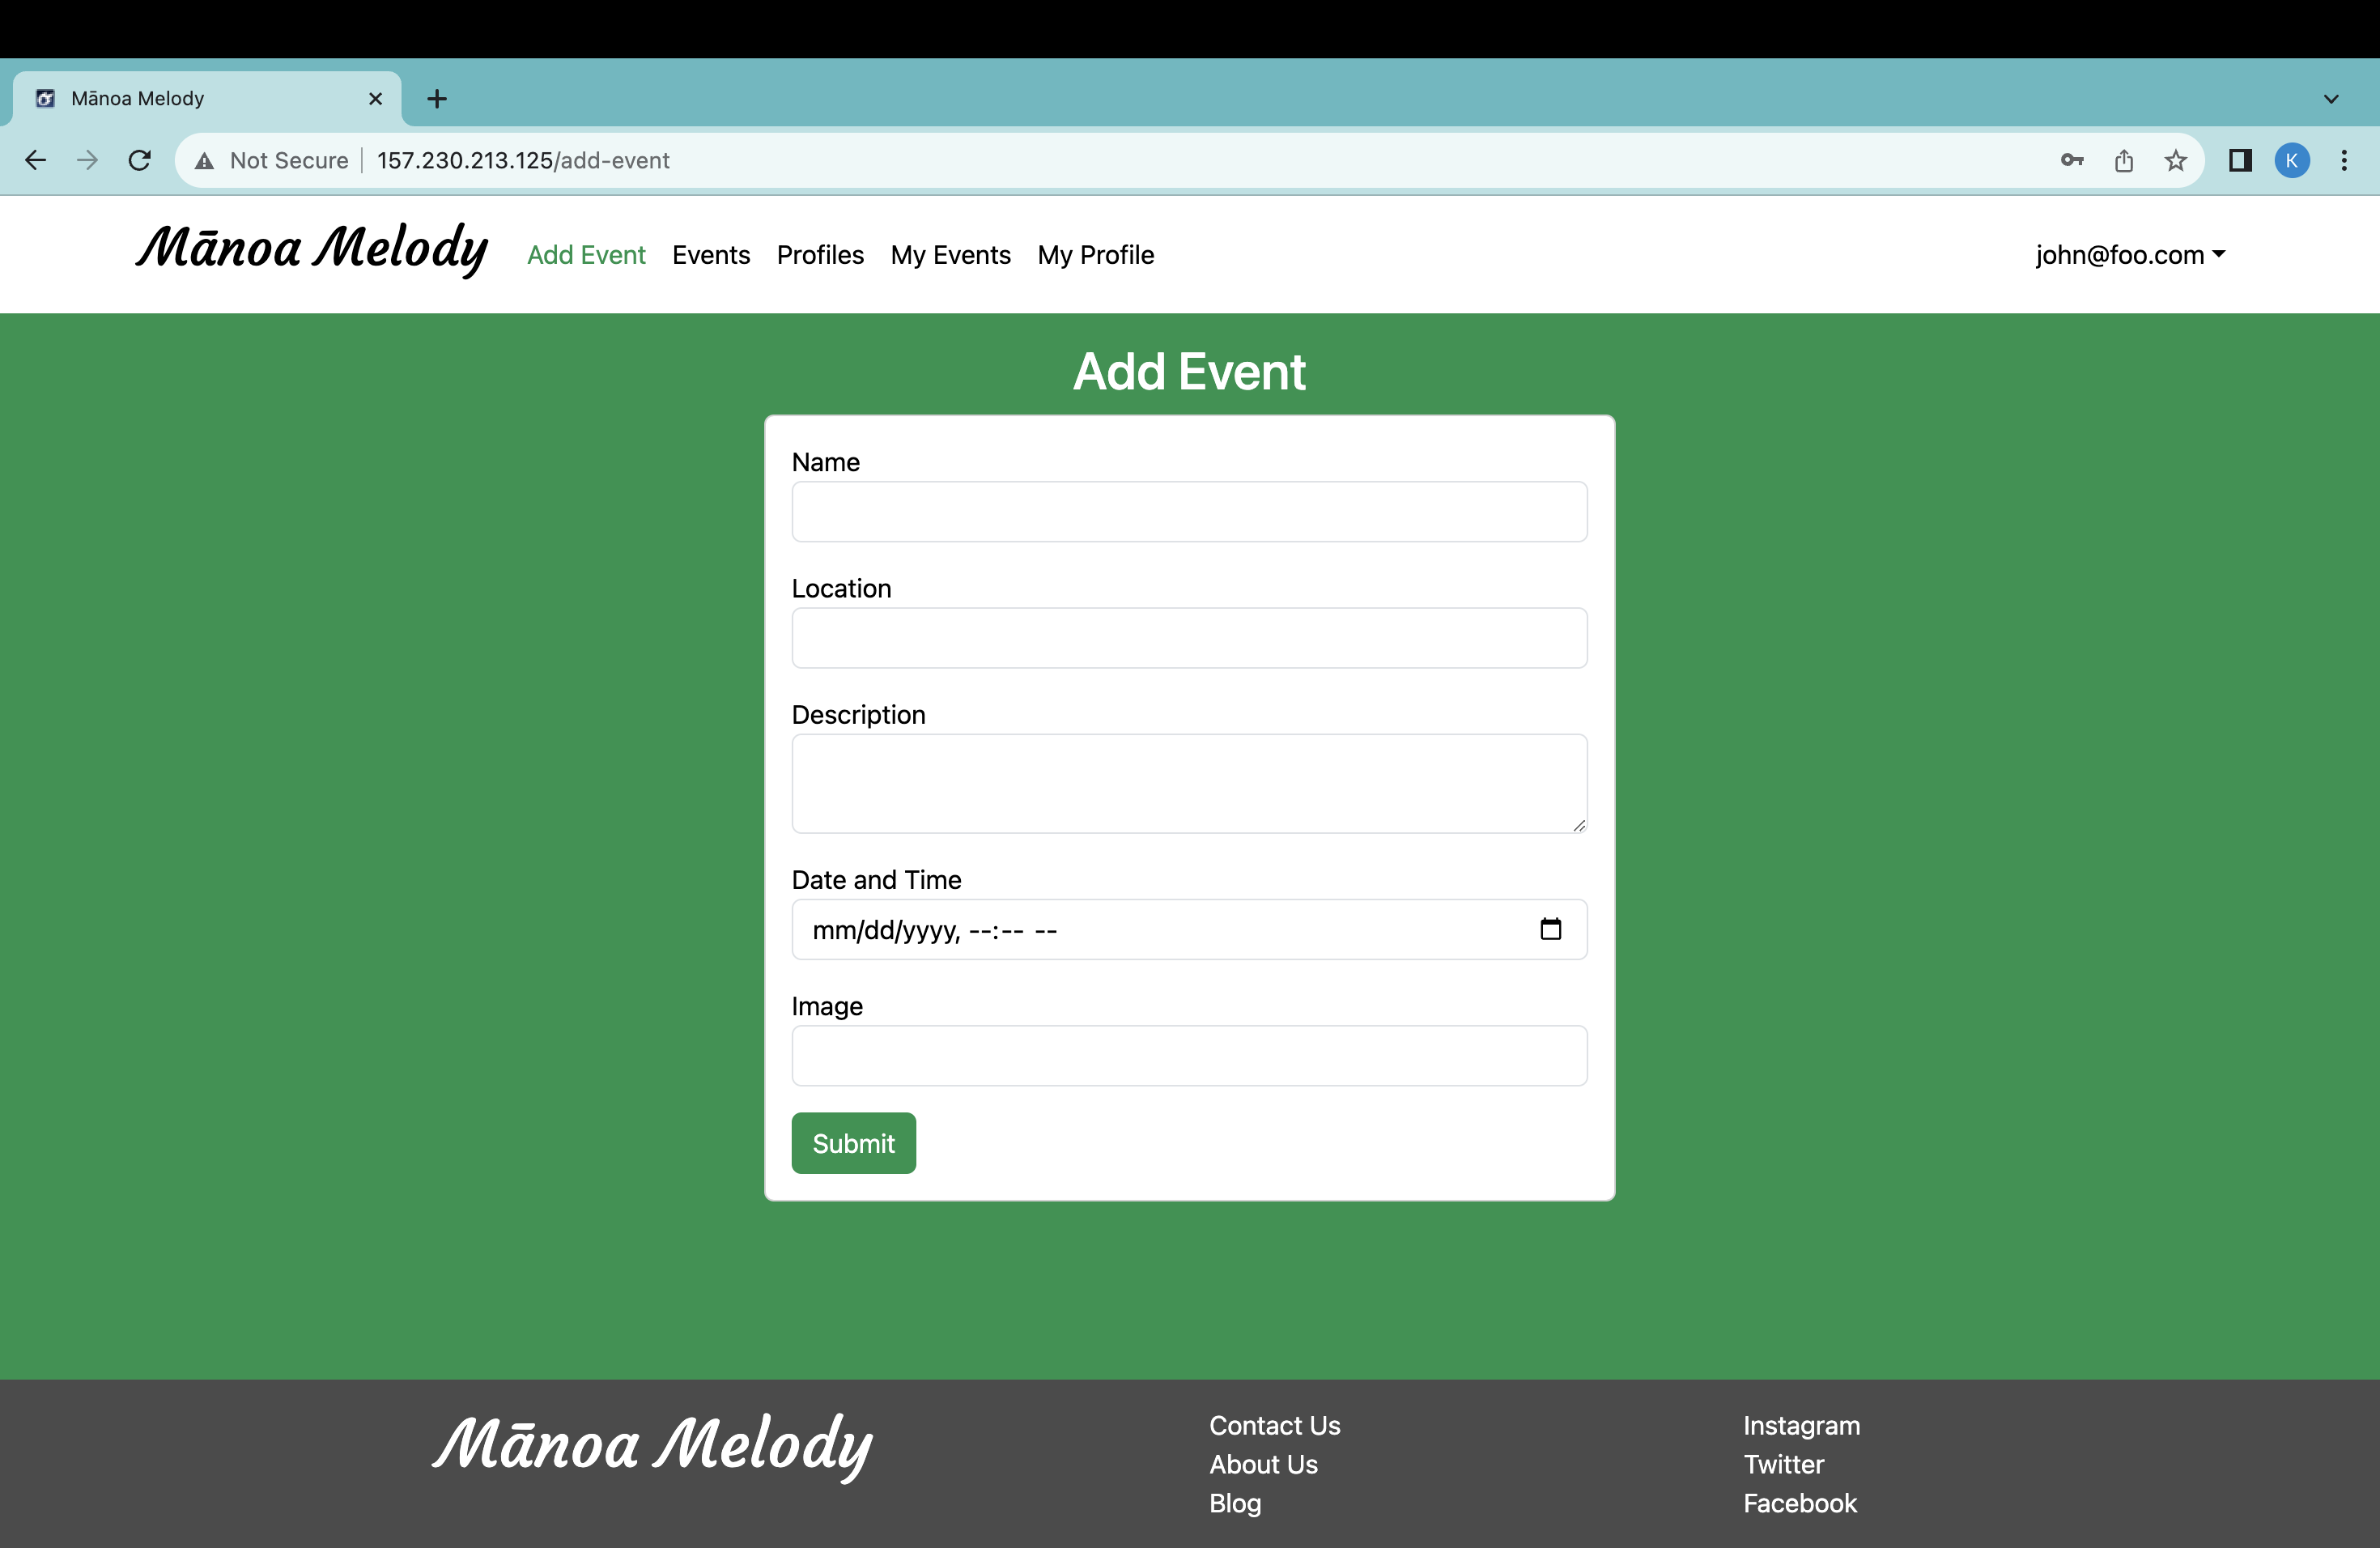 Mānoa Melody
Not Secure 157.230.213.125/add-event
K
Mānoa Melody Add Event Events Profiles My Events My Profile john@foo.com
Add Event
Name
Location
Description
Date and Time
mm/dd/yyyy, --:-- --
Image
Submit
Mānoa Melody
Contact Us
About Us
Blog
Instagram
Twitter
Facebook